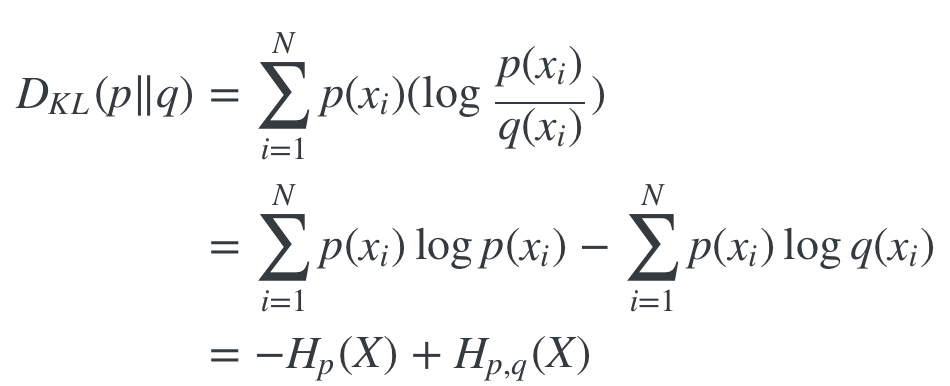 D_{KL}(p‖q) = \sum_{i=1}^{N} p(x_i)(\log \frac{p(x_i)}{q(x_i)})
= \sum_{i=1}^{N} p(x_i) \log p(x_i) − \sum_{i=1}^{N} p(x_i) \log q(x_i)
= −H_p(X) + H_{p,q}(X)